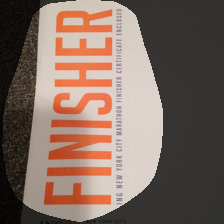 FINISHER
NEW YORK CITY MARATHON FINISHER CERTIFICATE ENCLOSED